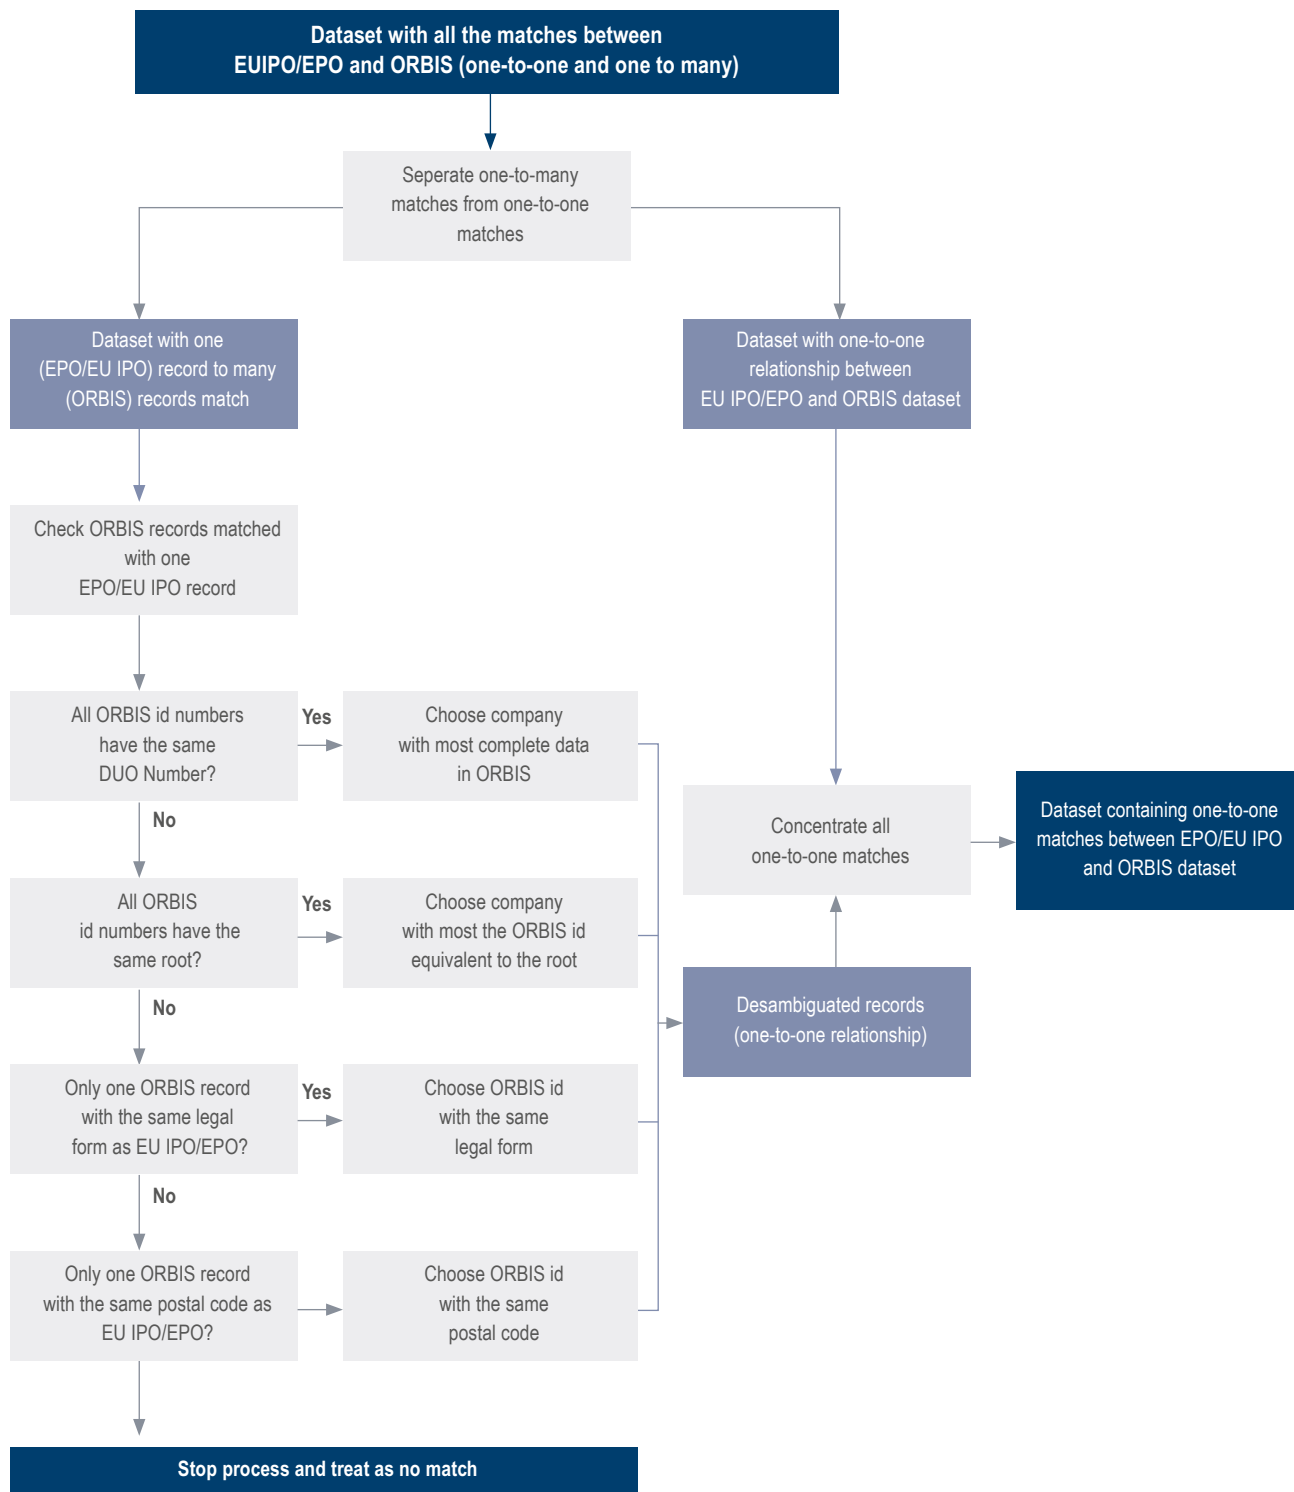 Dataset with all the matches between
EUIPO/EPO and ORBIS (one-to-one and one to many)
Seperate one-to-many
matches from one-to-one
matches
Dataset with one
(EPO/EU IPO) record to many
(ORBIS) records match
Dataset with one-to-one
relationship between
EU IPO/EPO and ORBIS dataset
Check ORBIS records matched
with one
EPO/EU IPO record
All ORBIS id numbers
have the same
DUO Number?
Yes
Choose company
with most complete data
in ORBIS
No
Concentrate all
one-to-one matches
Dataset containing one-to-one
matches between EPO/EU IPO
and ORBIS dataset
All ORBIS
id numbers have the
same root?
Yes
Choose company
with most the ORBIS id
equivalent to the root
No
Desambiguated records
(one-to-one relationship)
Only one ORBIS record
with the same legal
form as EU IPO/EPO?
Yes
Choose ORBIS id
with the same
legal form
No
Only one ORBIS record
with the same postal code as
EU IPO/EPO?
Choose ORBIS id
with the same
postal code
Stop process and treat as no match